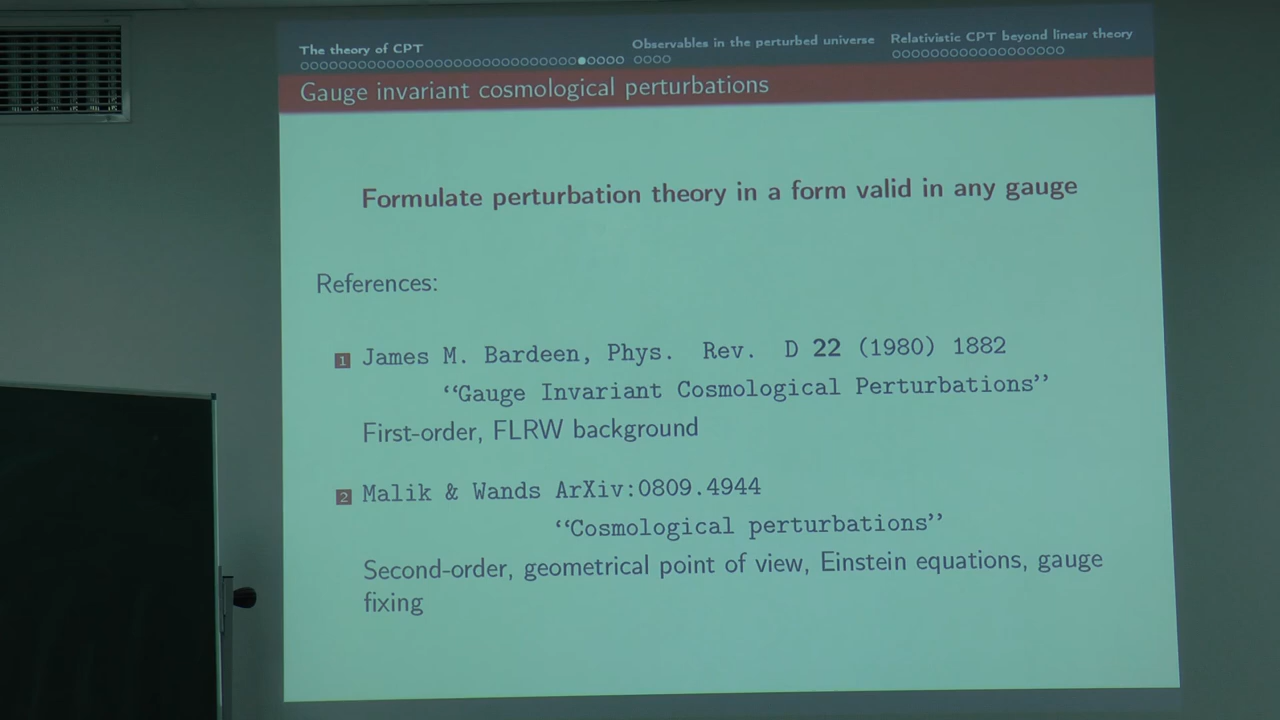 The theory of CPT
Observables in the perturbed universe
Relativistic CPT beyond linear theory
Gauge invariant cosmological perturbations
Formulate perturbation theory in a form valid in any gauge
References:
1 James M. Bardeen, Phys. Rev. D 22 (1980) 1882
“Gauge Invariant Cosmological Perturbations”
First-order, FLRW background
2 Malik & Wands ArXiv:0809.4944
“Cosmological perturbations”
Second-order, geometrical point of view, Einstein equations, gauge
fixing